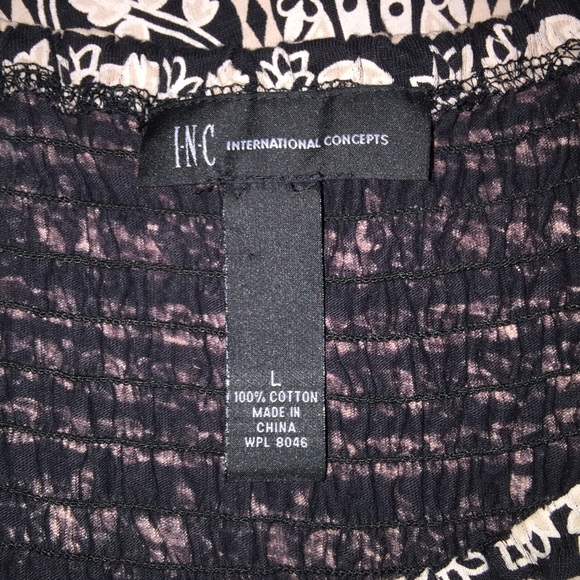 I·N·C INTERNATIONAL CONCEPTS
L
100% COTTON
MADE IN
CHINA
WPL 8046